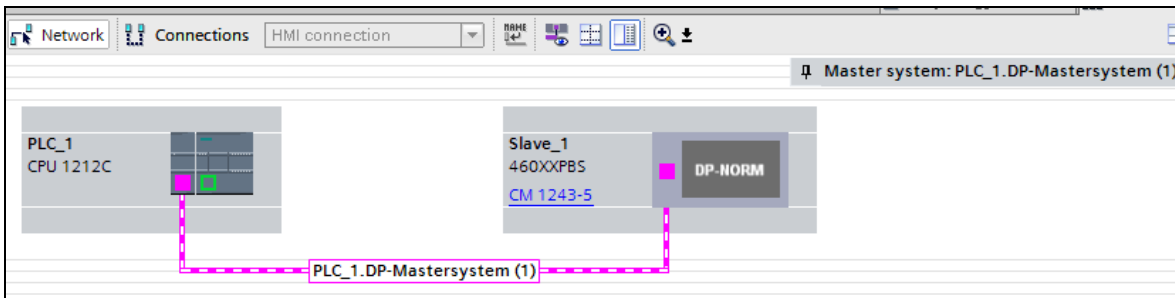 Network Connections HMI connection NAME
Master system: PLC_1.DP-Mastersystem (1)
PLC_1
CPU 1212C
Slave_1
460XXPBS
DP-NORM
CM 1243-5
PLC_1.DP-Mastersystem (1)